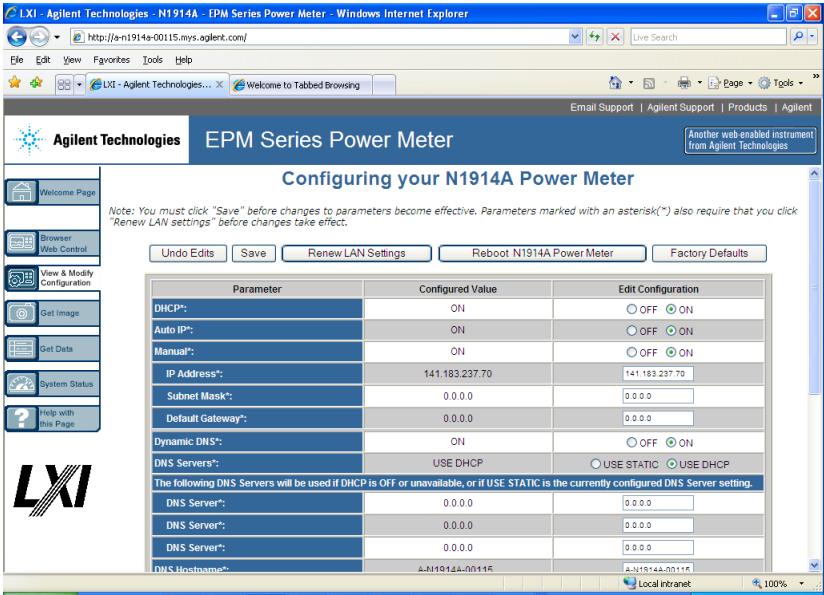 LXI - Agilent Technologies - N1914A - EPM Series Power Meter - Windows Internet Explorer
http://a-n1914a-00115.mys.agilent.com/
Live Search
File Edit View Favorites Tools Help
LXI - Agilent Technologies... X Welcome to Tabbed Browsing
Page Tools »
Email Support | Agilent Support | Products | Agilent
Agilent Technologies
EPM Series Power Meter
Another web-enabled instrument
from Agilent Technologies
Welcome Page
Browser
Web Control
View & Modify
Configuration
Get Image
Get Data
System Status
Help with
this Page
LXI
Configuring your N1914A Power Meter
Note: You must click "Save" before changes to parameters become effective. Parameters marked with an asterisk(*) also require that you click
"Renew LAN settings" before changes take effect.
Undo Edits Save Renew LAN Settings Reboot N1914A Power Meter Factory Defaults
Parameter Configured Value Edit Configuration
DHCP*: ON OFF ON
Auto IP*: ON OFF ON
Manual*: ON OFF ON
IP Address*: 141.183.237.70 141.183.237.70
Subnet Mask*: 0.0.0.0 0.0.0.0
Default Gateway*: 0.0.0.0 0.0.0.0
Dynamic DNS*: ON OFF ON
DNS Servers*: USE DHCP USE STATIC USE DHCP
The following DNS Servers will be used if DHCP is OFF or unavailable, or if USE STATIC is the currently configured DNS Server setting.
DNS Server*: 0.0.0.0 0.0.0.0
DNS Server*: 0.0.0.0 0.0.0.0
DNS Server*: 0.0.0.0 0.0.0.0
DNS Hostname*: A-N1914A-00115 A-N1914A-00115
Local intranet 100%